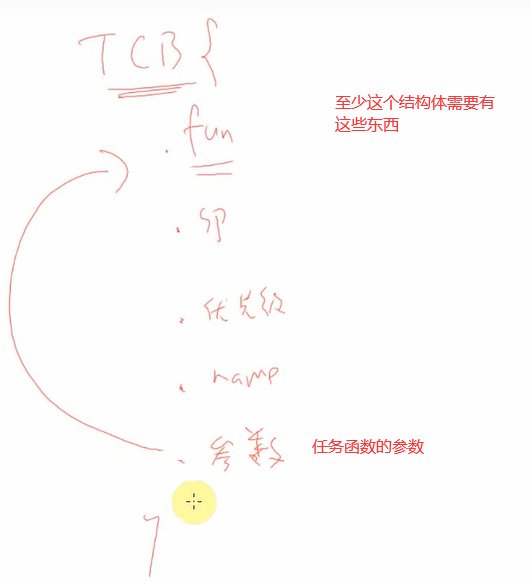 TCB{
至少这个结构体需要有
这些东西
.fun
.SP
.优先级
.name
.参数 任务函数的参数
}